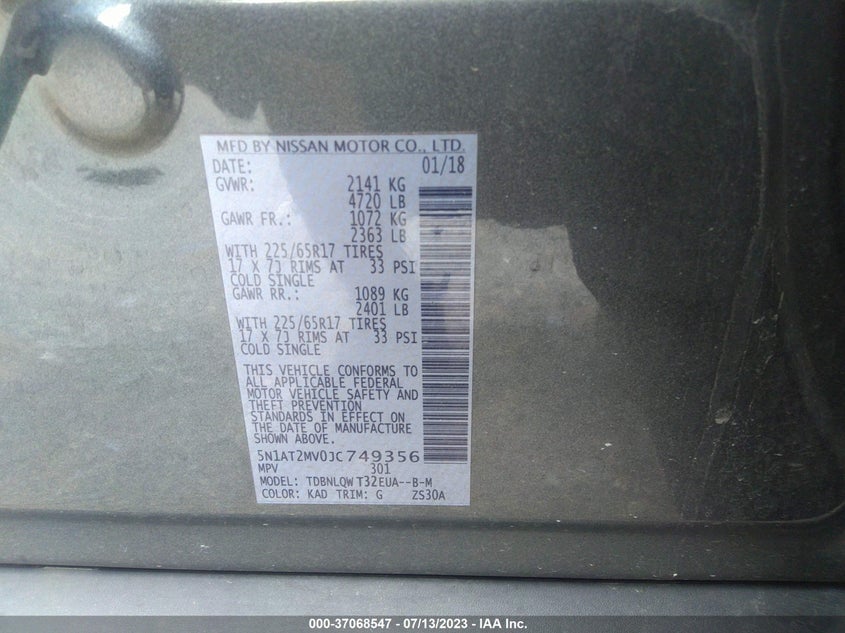 MFD BY NISSAN MOTOR CO., LTD.
DATE: 01/18
GVWR: 2141 KG
4720 LB
GAWR FR.: 1072 KG
2363 LB
WITH 225/65R17 TIRES
17 X 7J RIMS AT 33 PSI
COLD SINGLE
GAWR RR.: 1089 KG
2401 LB
WITH 225/65R17 TIRES
17 X 7J RIMS AT 33 PSI
COLD SINGLE
THIS VEHICLE CONFORMS TO
ALL APPLICABLE FEDERAL
MOTOR VEHICLE SAFETY AND
THEFT PREVENTION
STANDARDS IN EFFECT ON
THE DATE OF MANUFACTURE
SHOWN ABOVE.
5N1AT2MV0JC749356
MPV 301
MODEL: TDBNLQW T32EUA--B-M
COLOR: KAD TRIM: G ZS30A
000-37068547 - 07/13/2023 - IAA Inc.